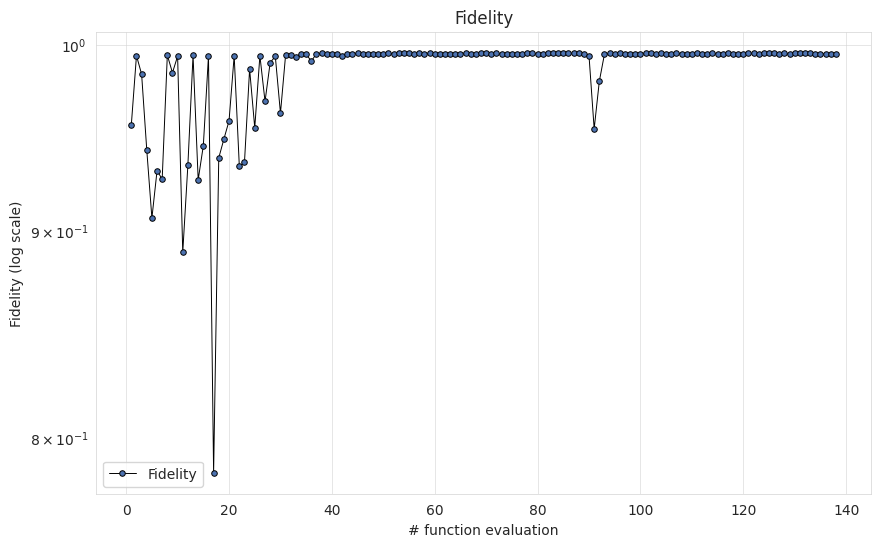 Fidelity
10⁰
9 × 10⁻¹
8 × 10⁻¹
Fidelity (log scale)
Fidelity
0 20 40 60 80 100 120 140
# function evaluation